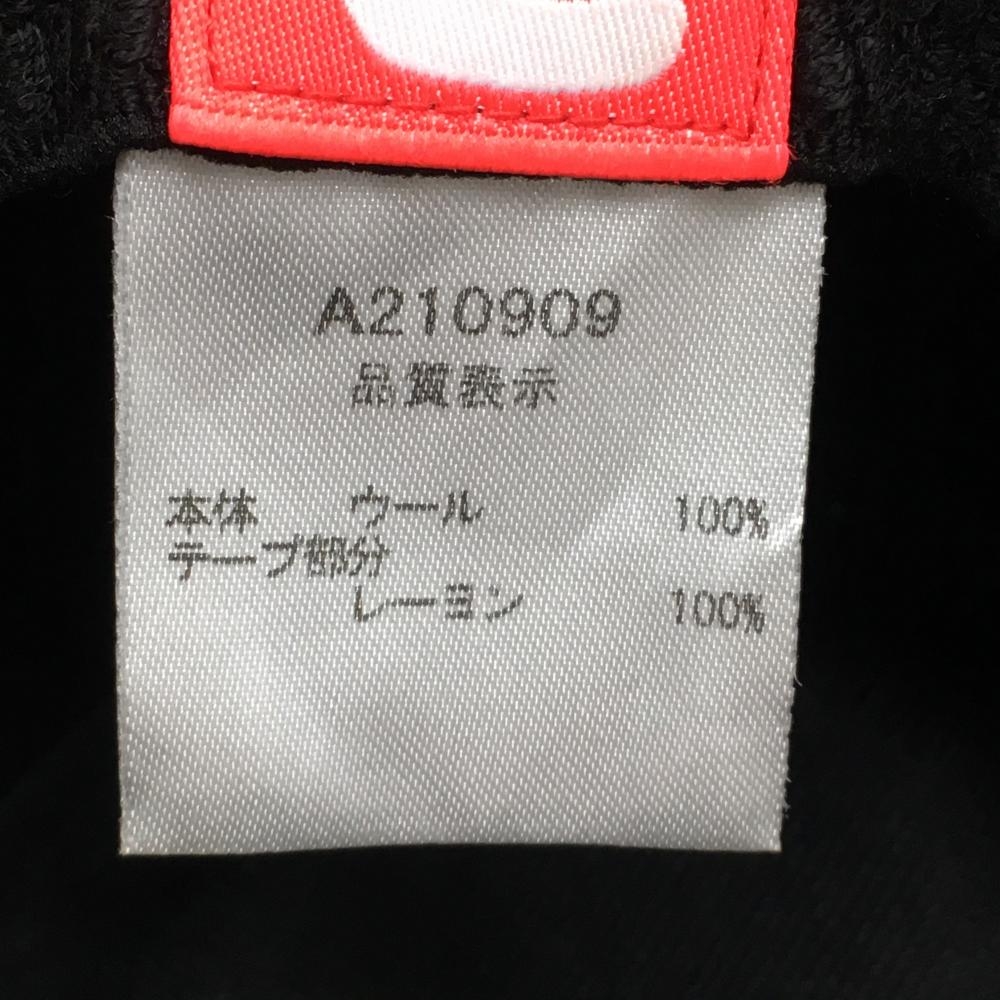 A210909
品質表示
本体 ウール 100%
テープ部分
レーヨン 100%